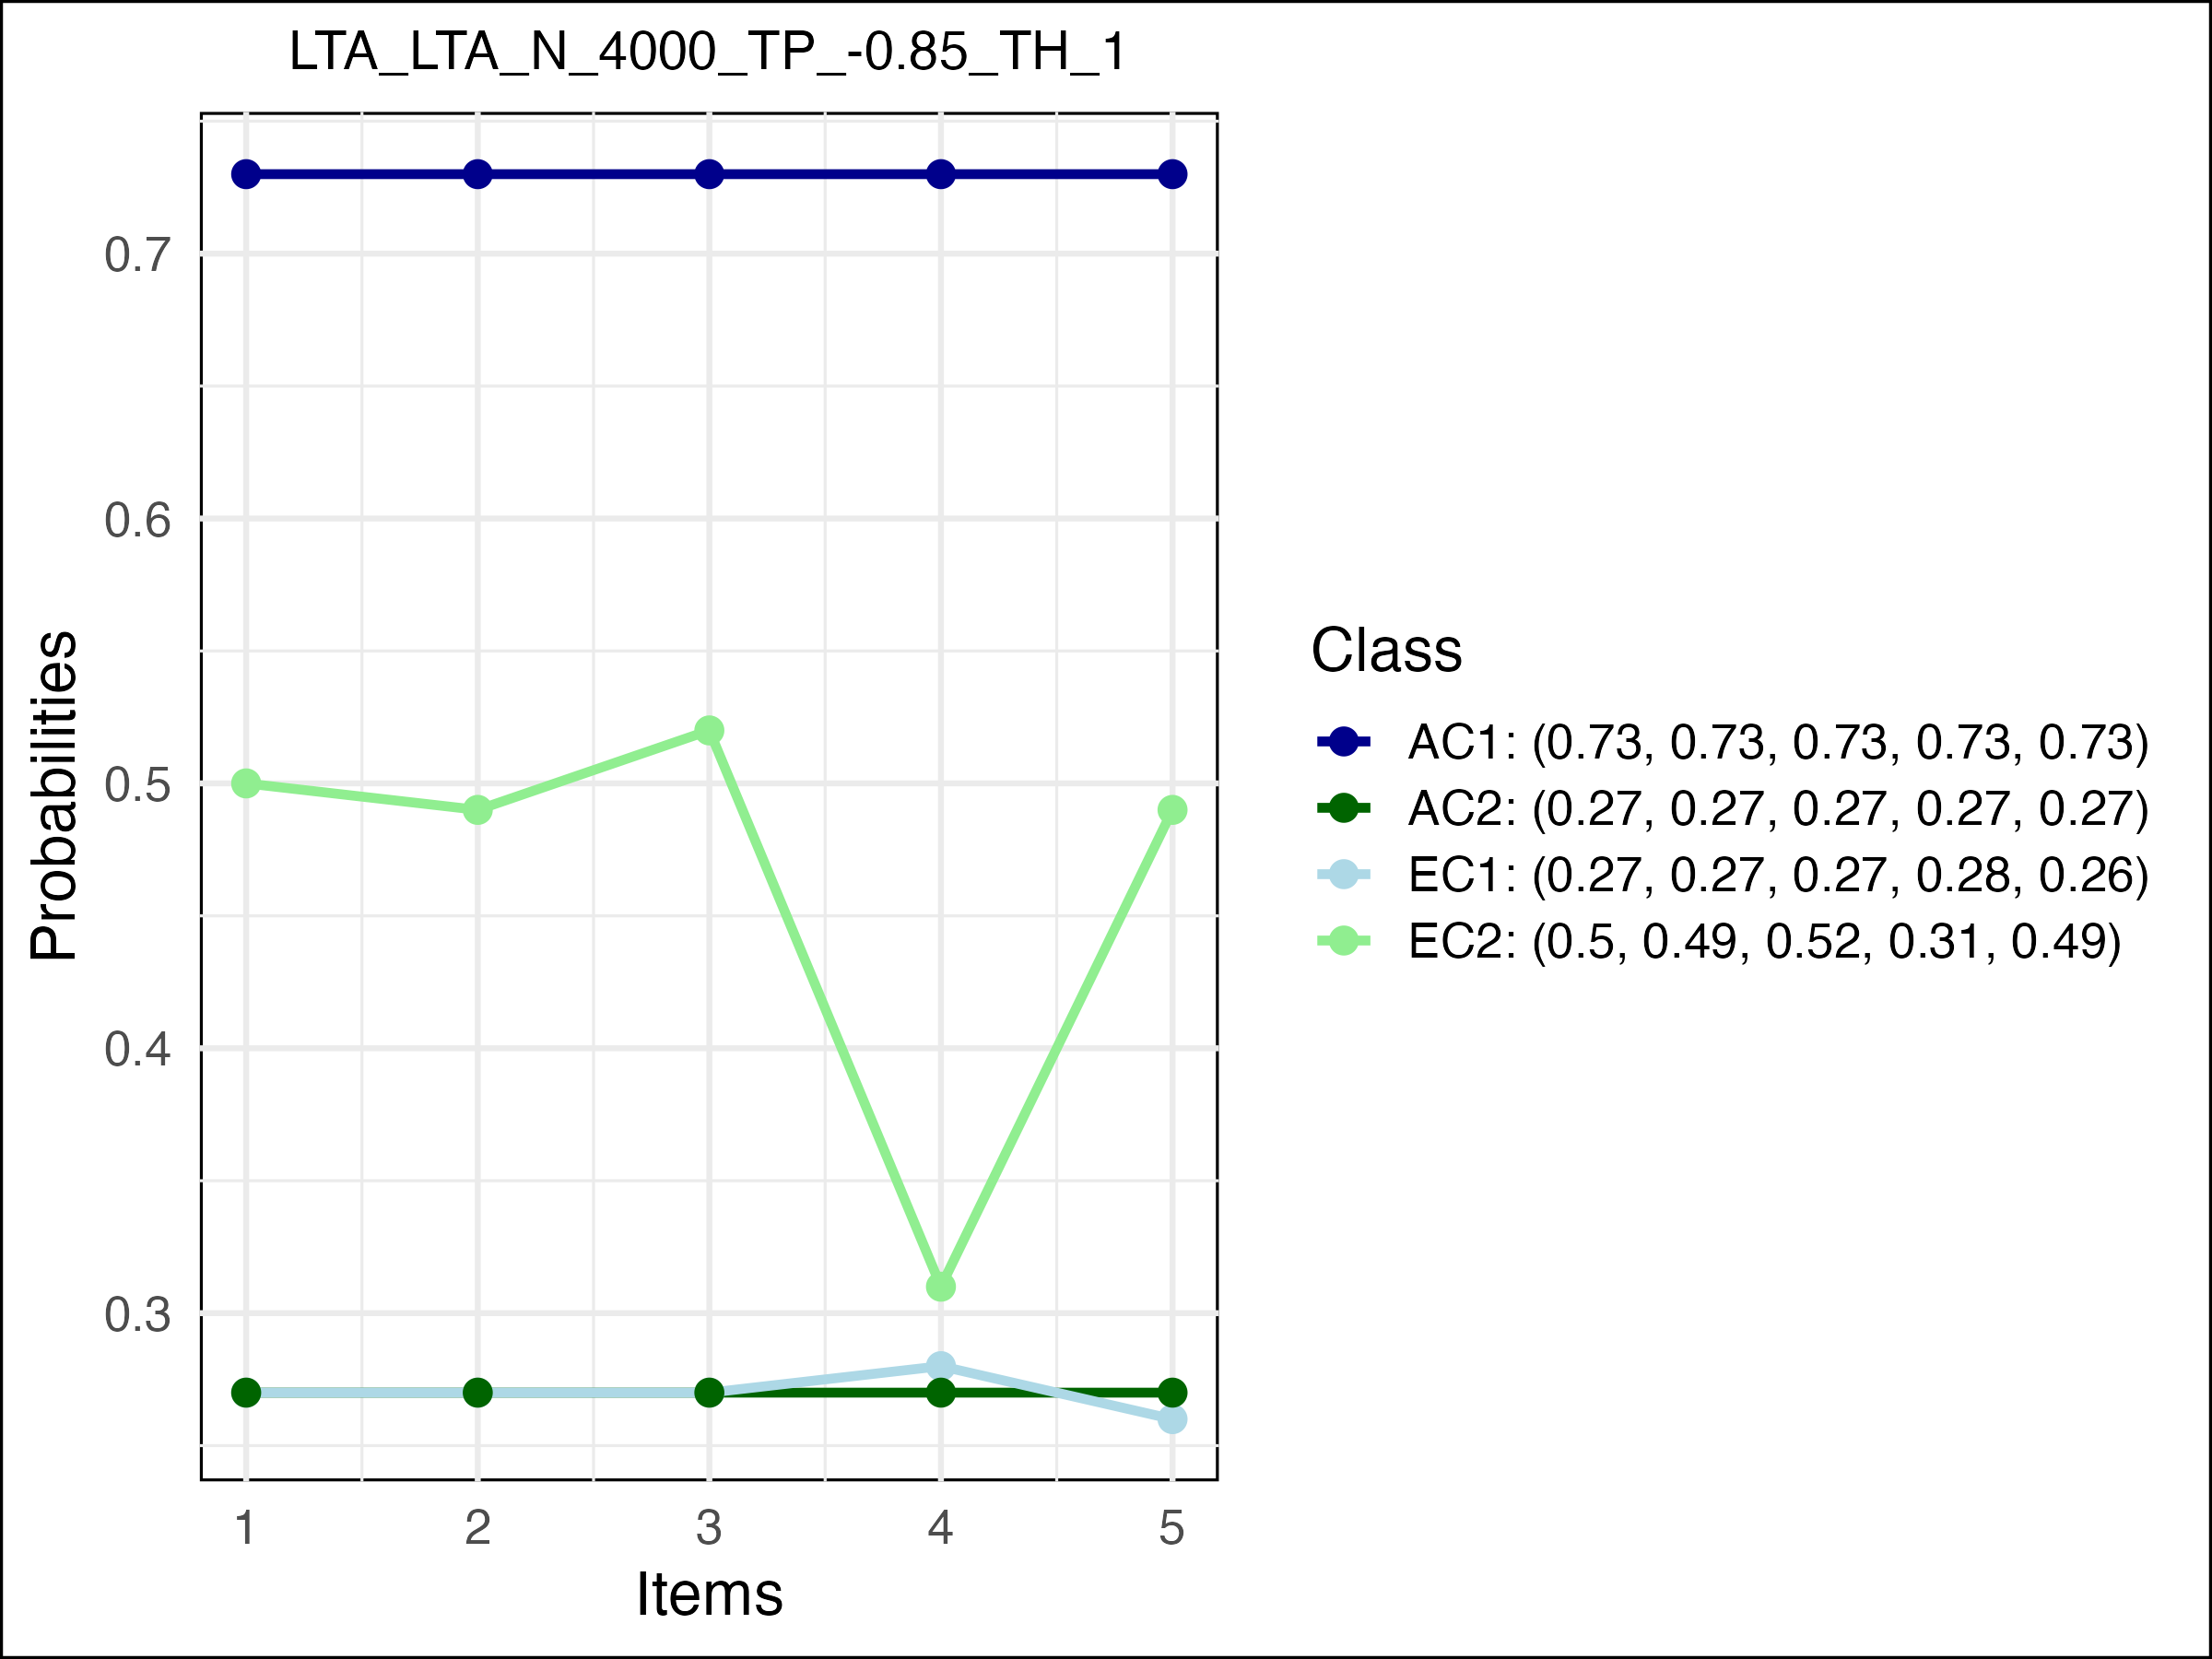 LTA_LTA_N_4000_TP_-0.85_TH_1
0.7
0.6
0.5
0.4
0.3
Probabilities
1 2 3 4 5
Items
Class
AC1: (0.73, 0.73, 0.73, 0.73, 0.73)
AC2: (0.27, 0.27, 0.27, 0.27, 0.27)
EC1: (0.27, 0.27, 0.27, 0.28, 0.26)
EC2: (0.5, 0.49, 0.52, 0.31, 0.49)